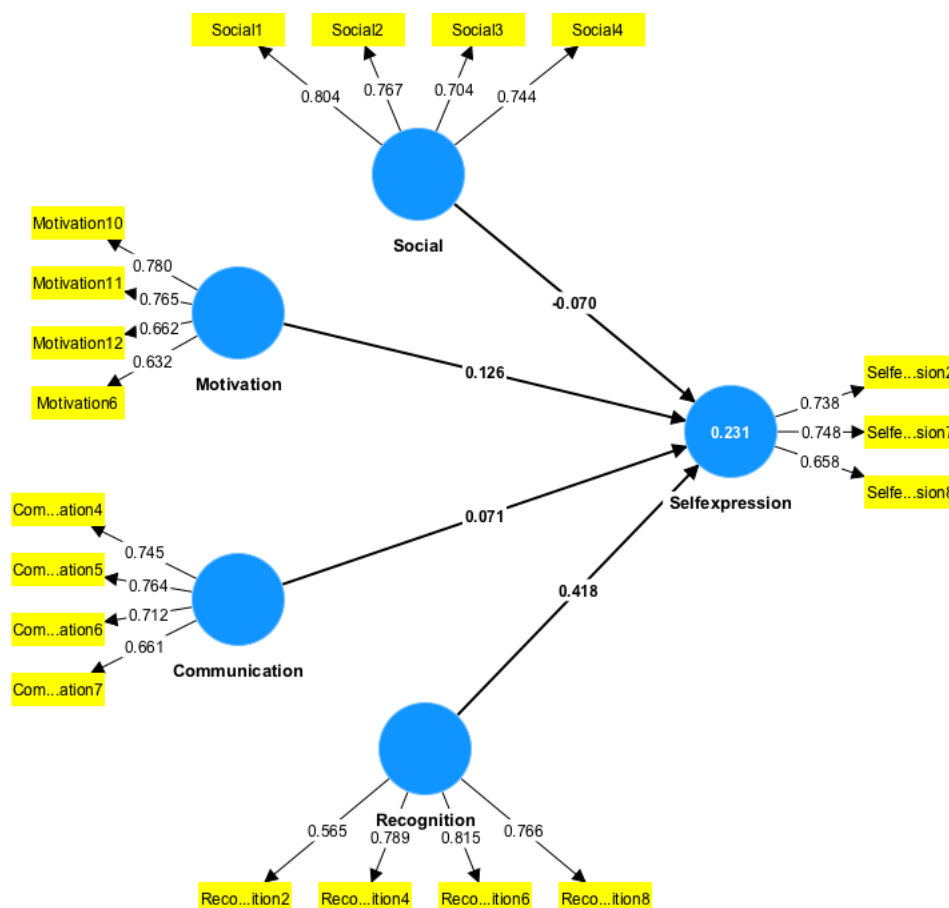 Social1 Social2 Social3 Social4
0.804 0.767 0.704 0.744
Social
Motivation10
Motivation11
Motivation12
Motivation6
0.780
0.765
0.662
0.632
Motivation
-0.070
0.126
0.231
Selfexpression
Selfe...sion2
Selfe...sion7
Selfe...sion8
0.738
0.748
0.658
Com...ation4
Com...ation5
Com...ation6
Com...ation7
0.745
0.764
0.712
0.661
Communication
0.071
0.418
Recognition
0.565 0.789 0.815 0.766
Reco...ition2 Reco...ition4 Reco...ition6 Reco...ition8